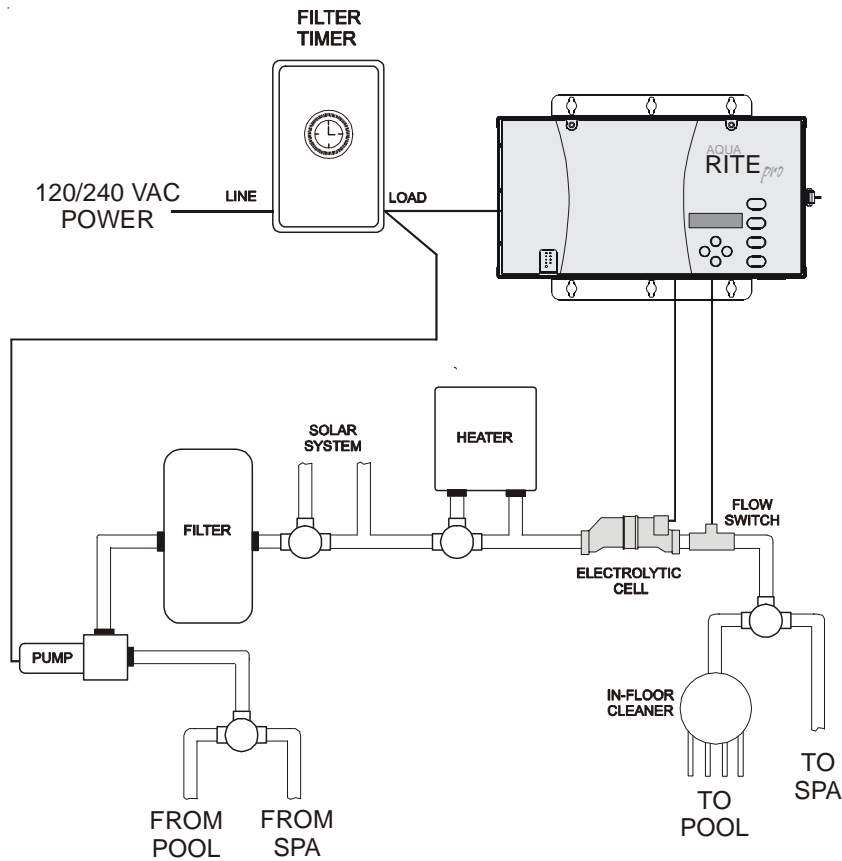 FILTER
TIMER
120/240 VAC
POWER
LINE
LOAD
AQUA
RITE pro
SOLAR
SYSTEM
HEATER
FILTER
FLOW
SWITCH
ELECTROLYTIC
CELL
PUMP
IN-FLOOR
CLEANER
FROM
POOL
FROM
SPA
TO
POOL
TO
SPA